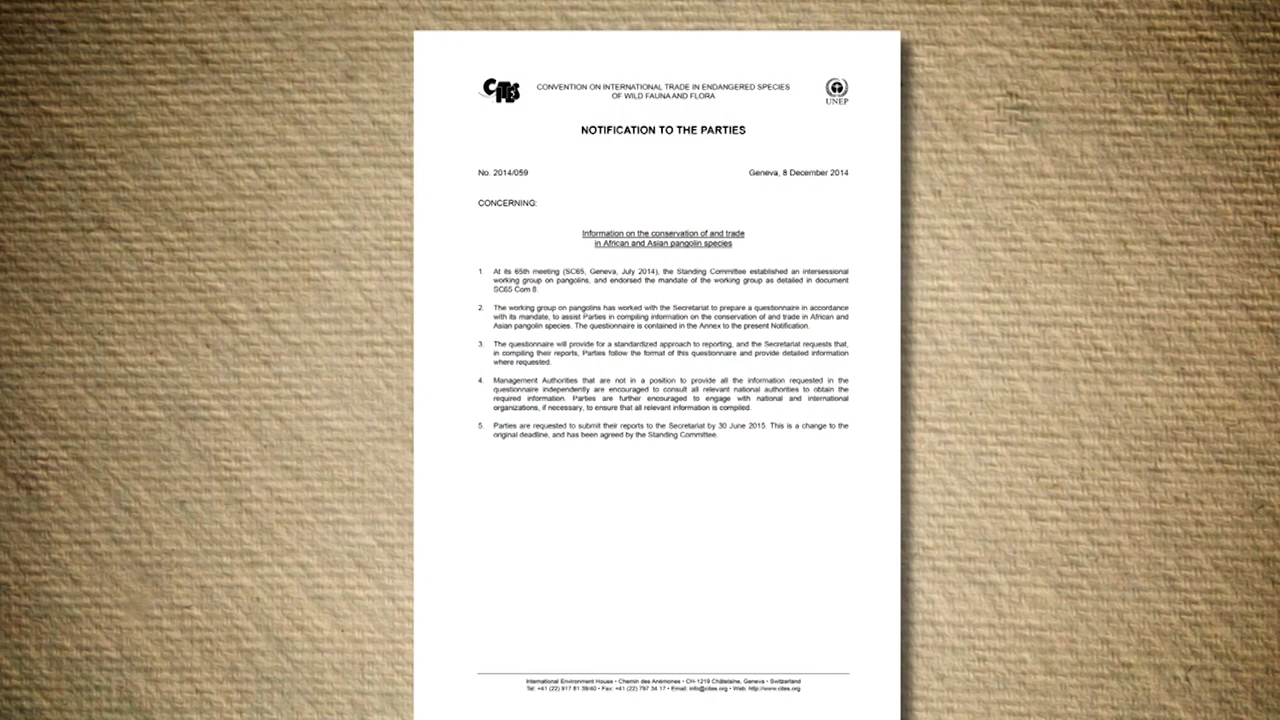 CITES
CONVENTION ON INTERNATIONAL TRADE IN ENDANGERED SPECIES
OF WILD FAUNA AND FLORA
UNEP
NOTIFICATION TO THE PARTIES
No. 2014/059
Geneva, 8 December 2014
CONCERNING:
Information on the conservation of and trade
in African and Asian pangolin species
1. At its 65th meeting (SC65, Geneva, July 2014), the Standing Committee established an intersessional
working group on pangolins, and endorsed the mandate of the working group as detailed in document
SC65 Com 8.
2. The working group on pangolins has worked with the Secretariat to prepare a questionnaire in accordance
with its mandate, to assist Parties in compiling information on the conservation of and trade in African and
Asian pangolin species. The questionnaire is contained in the Annex to the present Notification.
3. The questionnaire will provide for a standardized approach to reporting, and the Secretariat requests that,
in compiling their reports, Parties follow the format of this questionnaire and provide detailed information
where requested.
4. Management Authorities that are not in a position to provide all the information requested in the
questionnaire independently are encouraged to consult all relevant national authorities to obtain the
required information. Parties are further encouraged to engage with national and international
organizations, if necessary, to ensure that all relevant information is compiled.
5. Parties are requested to submit their reports to the Secretariat by 30 June 2015. This is a change to the
original deadline, and has been agreed by the Standing Committee.
International Environment House • Chemin des Anémones • CH-1219 Châtelaine, Geneva • Switzerland
Tel: +41 (22) 917 81 39/40 • Fax: +41 (22) 797 34 17 • Email: info@cites.org • Web: http://www.cites.org